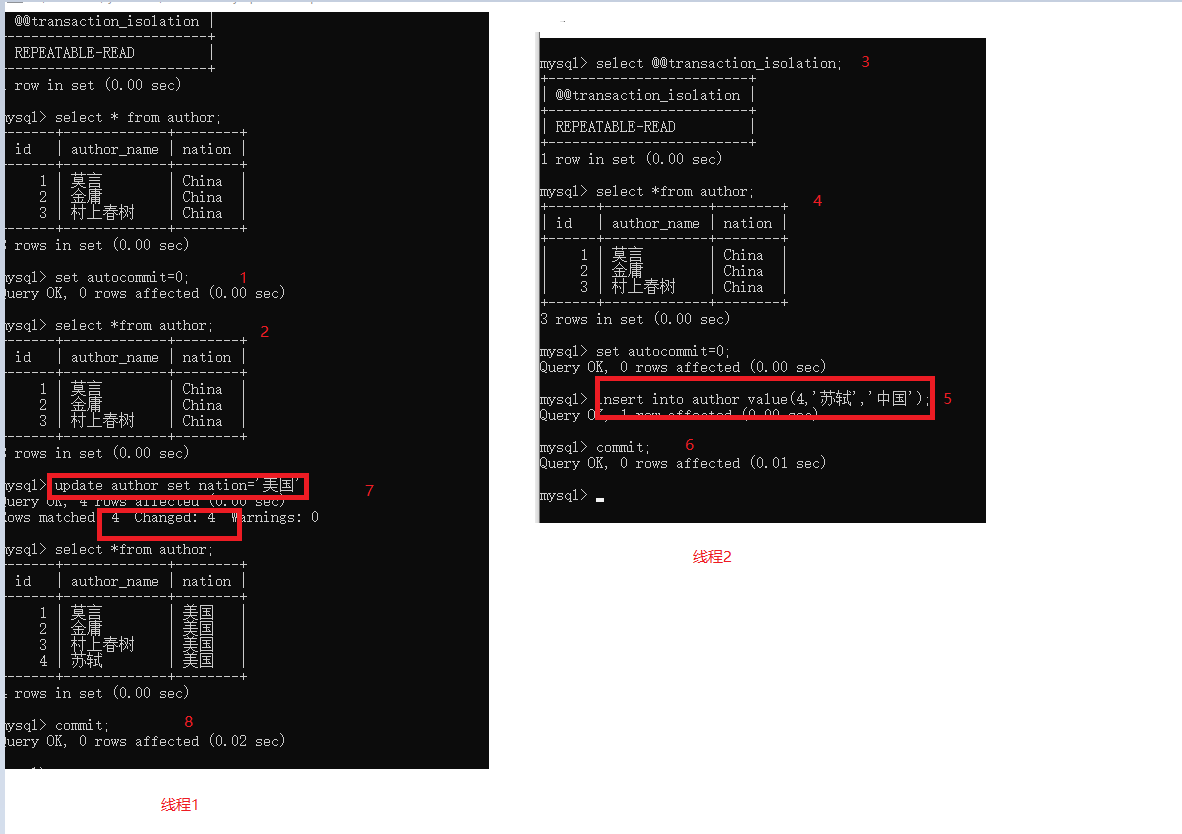 @@transaction_isolation |
-------------------------+
REPEATABLE-READ |
-------------------------+
row in set (0.00 sec)
mysql> select * from author;
------+-------------+--------+
id | author_name | nation |
------+-------------+--------+
1 | 莫言 | China |
2 | 金庸 | China |
3 | 村上春树 | China |
------+-------------+--------+
rows in set (0.00 sec)
mysql> set autocommit=0; 1
Query OK, 0 rows affected (0.00 sec)
mysql> select *from author; 2
------+-------------+--------+
id | author_name | nation |
------+-------------+--------+
1 | 莫言 | China |
2 | 金庸 | China |
3 | 村上春树 | China |
------+-------------+--------+
rows in set (0.00 sec)
mysql> update author set nation='美国' 7
Query OK, 4 rows affected (0.00 sec)
Rows matched 4 Changed: 4 Warnings: 0
mysql> select *from author;
------+-------------+--------+
id | author_name | nation |
------+-------------+--------+
1 | 莫言 | 美国 |
2 | 金庸 | 美国 |
3 | 村上春树 | 美国 |
4 | 苏轼 | 美国 |
------+-------------+--------+
rows in set (0.00 sec)
mysql> commit; 8
Query OK, 0 rows affected (0.02 sec)
线程1
mysql> select @@transaction_isolation; 3
+-------------------------+
| @@transaction_isolation |
+-------------------------+
| REPEATABLE-READ |
+-------------------------+
1 row in set (0.00 sec)
mysql> select *from author; 4
+------+-------------+--------+
| id | author_name | nation |
+------+-------------+--------+
| 1 | 莫言 | China |
| 2 | 金庸 | China |
| 3 | 村上春树 | China |
+------+-------------+--------+
3 rows in set (0.00 sec)
mysql> set autocommit=0;
Query OK, 0 rows affected (0.00 sec)
mysql> insert into author value(4,'苏轼','中国'); 5
Query OK, 1 row affected (0.00 sec)
mysql> commit; 6
Query OK, 0 rows affected (0.01 sec)
mysql>
线程2